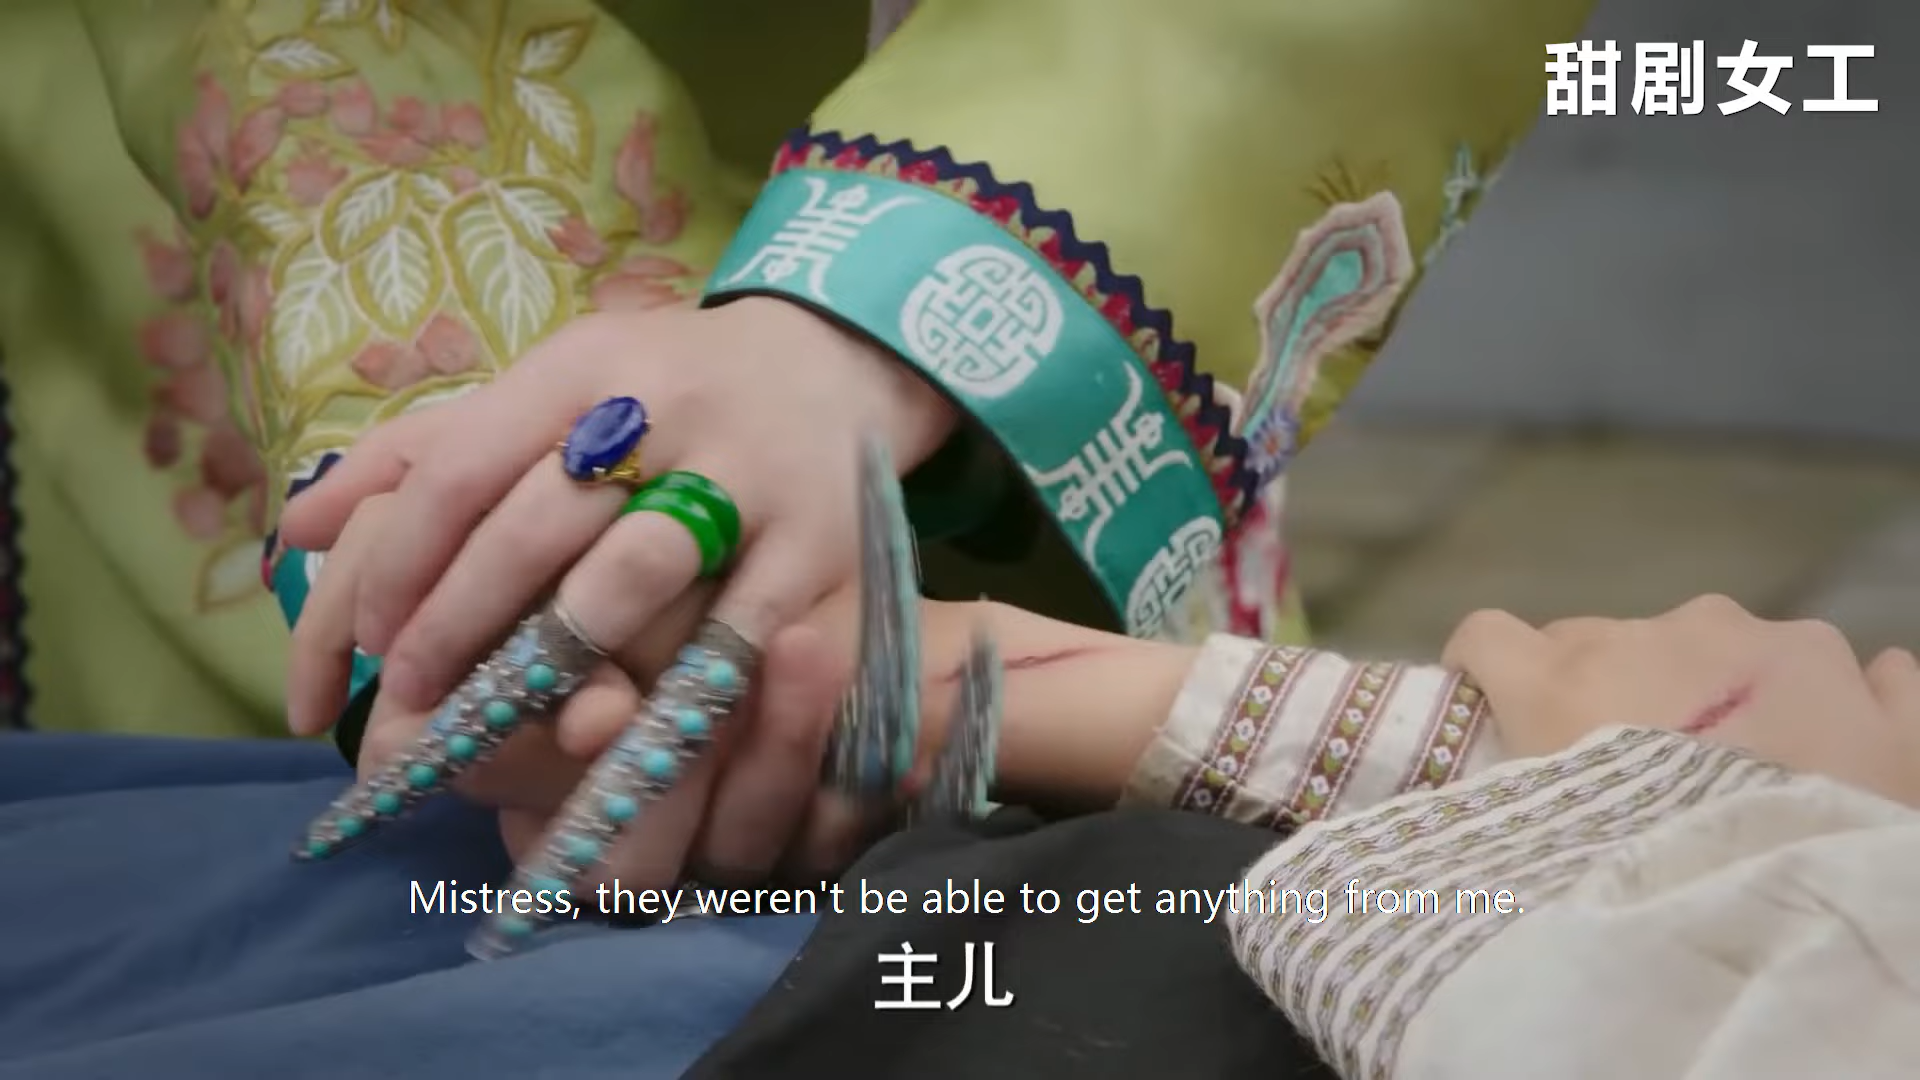 甜剧女工
Mistress, they weren't be able to get anything from me.
主儿